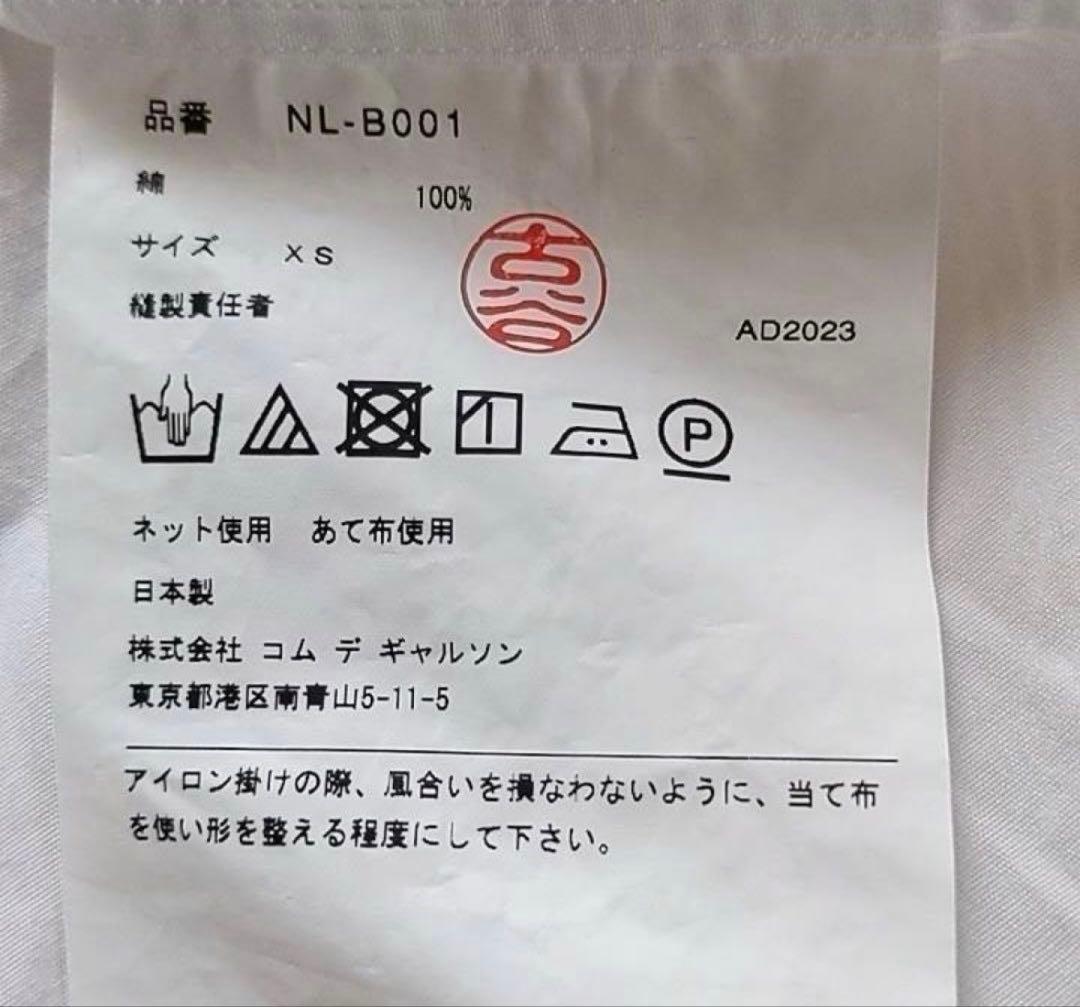 品番 NL-B001
綿 100%
サイズ XS
縫製責任者 古谷
AD2023
P
ネット使用 あて布使用
日本製
株式会社 コム デ ギャルソン
東京都港区南青山5-11-5
アイロン掛けの際、風合いを損なわないように、当て布
を使い形を整える程度にして下さい。